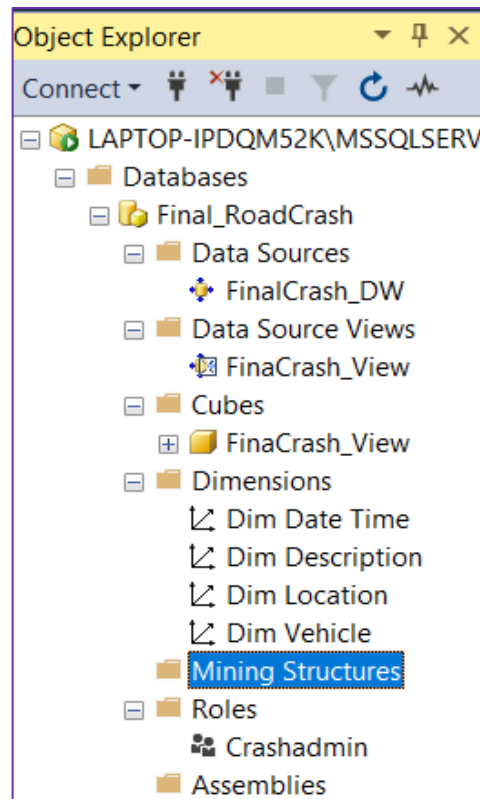 Object Explorer
Connect
LAPTOP-IPDQM52K\MSSQLSERV
Databases
Final_RoadCrash
Data Sources
FinalCrash_DW
Data Source Views
FinaCrash_View
Cubes
FinaCrash_View
Dimensions
Dim Date Time
Dim Description
Dim Location
Dim Vehicle
Mining Structures
Roles
Crashadmin
Assemblies